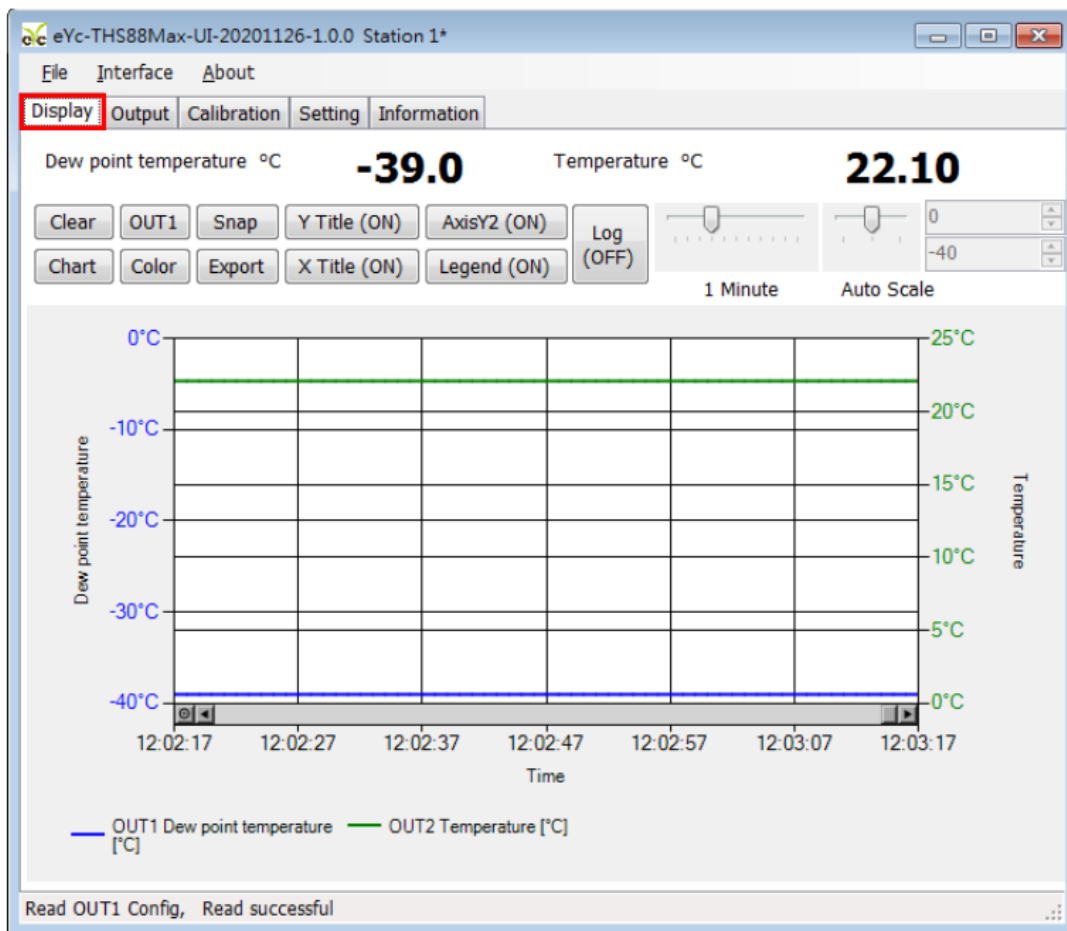 eYc eYc-THS88Max-UI-20201126-1.0.0 Station 1*
File Interface About
Display Output Calibration Setting Information
Dew point temperature °C -39.0 Temperature °C 22.10
Clear OUT1 Snap Y Title (ON) AxisY2 (ON) Log (OFF) 0
Chart Color Export X Title (ON) Legend (ON) -40
1 Minute Auto Scale
0°C 25°C
-10°C 20°C
-20°C 15°C
-30°C 10°C
-40°C 5°C
0°C
Dew point temperature
Temperature
12:02:17 12:02:27 12:02:37 12:02:47 12:02:57 12:03:07 12:03:17
Time
OUT1 Dew point temperature OUT2 Temperature [°C]
[°C]
Read OUT1 Config, Read successful